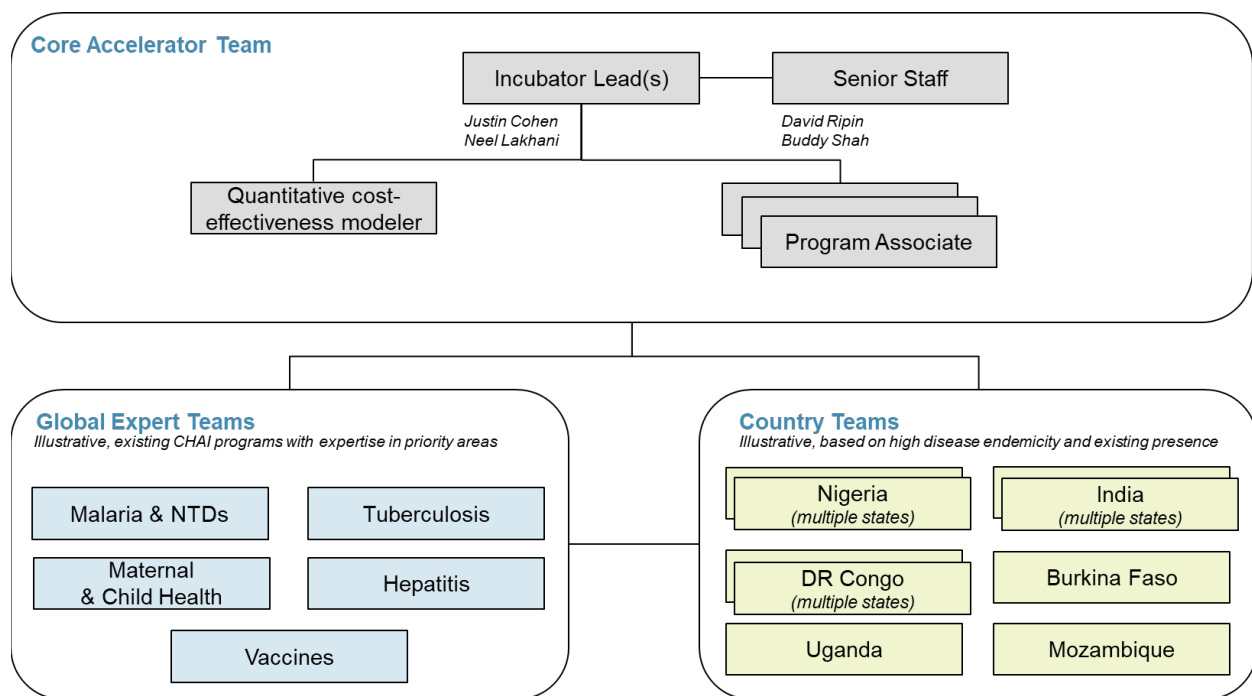 Core Accelerator Team
Incubator Lead(s)
Senior Staff
Justin Cohen
Neel Lakhani
David Ripin
Buddy Shah
Quantitative cost-
effectiveness modeler
Program Associate
Global Expert Teams
Illustrative, existing CHAI programs with expertise in priority areas
Malaria & NTDs
Tuberculosis
Maternal
& Child Health
Hepatitis
Vaccines
Country Teams
Illustrative, based on high disease endemicity and existing presence
Nigeria
(multiple states)
India
(multiple states)
DR Congo
(multiple states)
Burkina Faso
Uganda
Mozambique